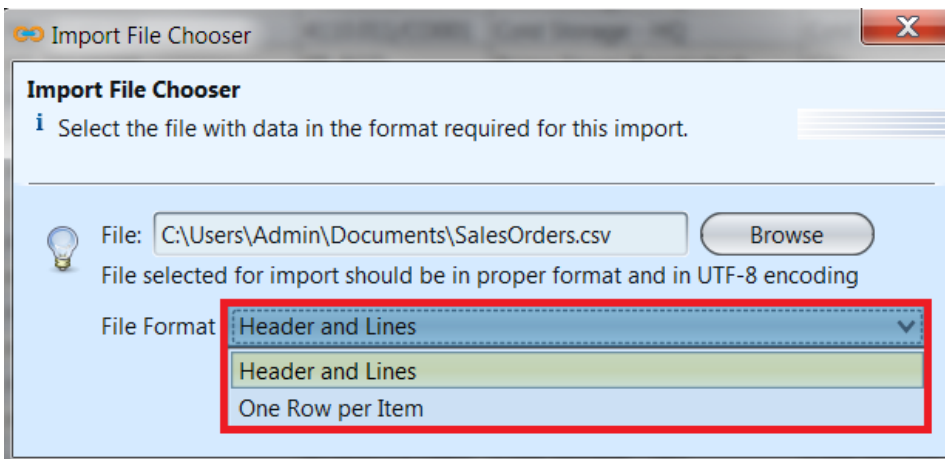 Import File Chooser
Import File Chooser
i Select the file with data in the format required for this import.
File: C:\Users\Admin\Documents\SalesOrders.csv Browse
File selected for import should be in proper format and in UTF-8 encoding
File Format Header and Lines
Header and Lines
One Row per Item